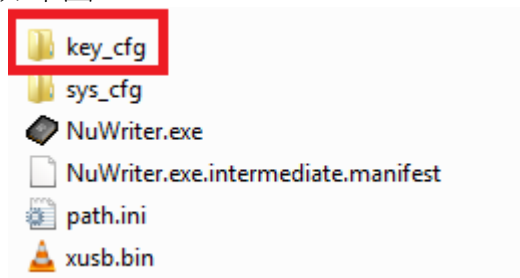 key_cfg
sys_cfg
NuWriter.exe
NuWriter.exe.intermediate.manifest
path.ini
xusb.bin